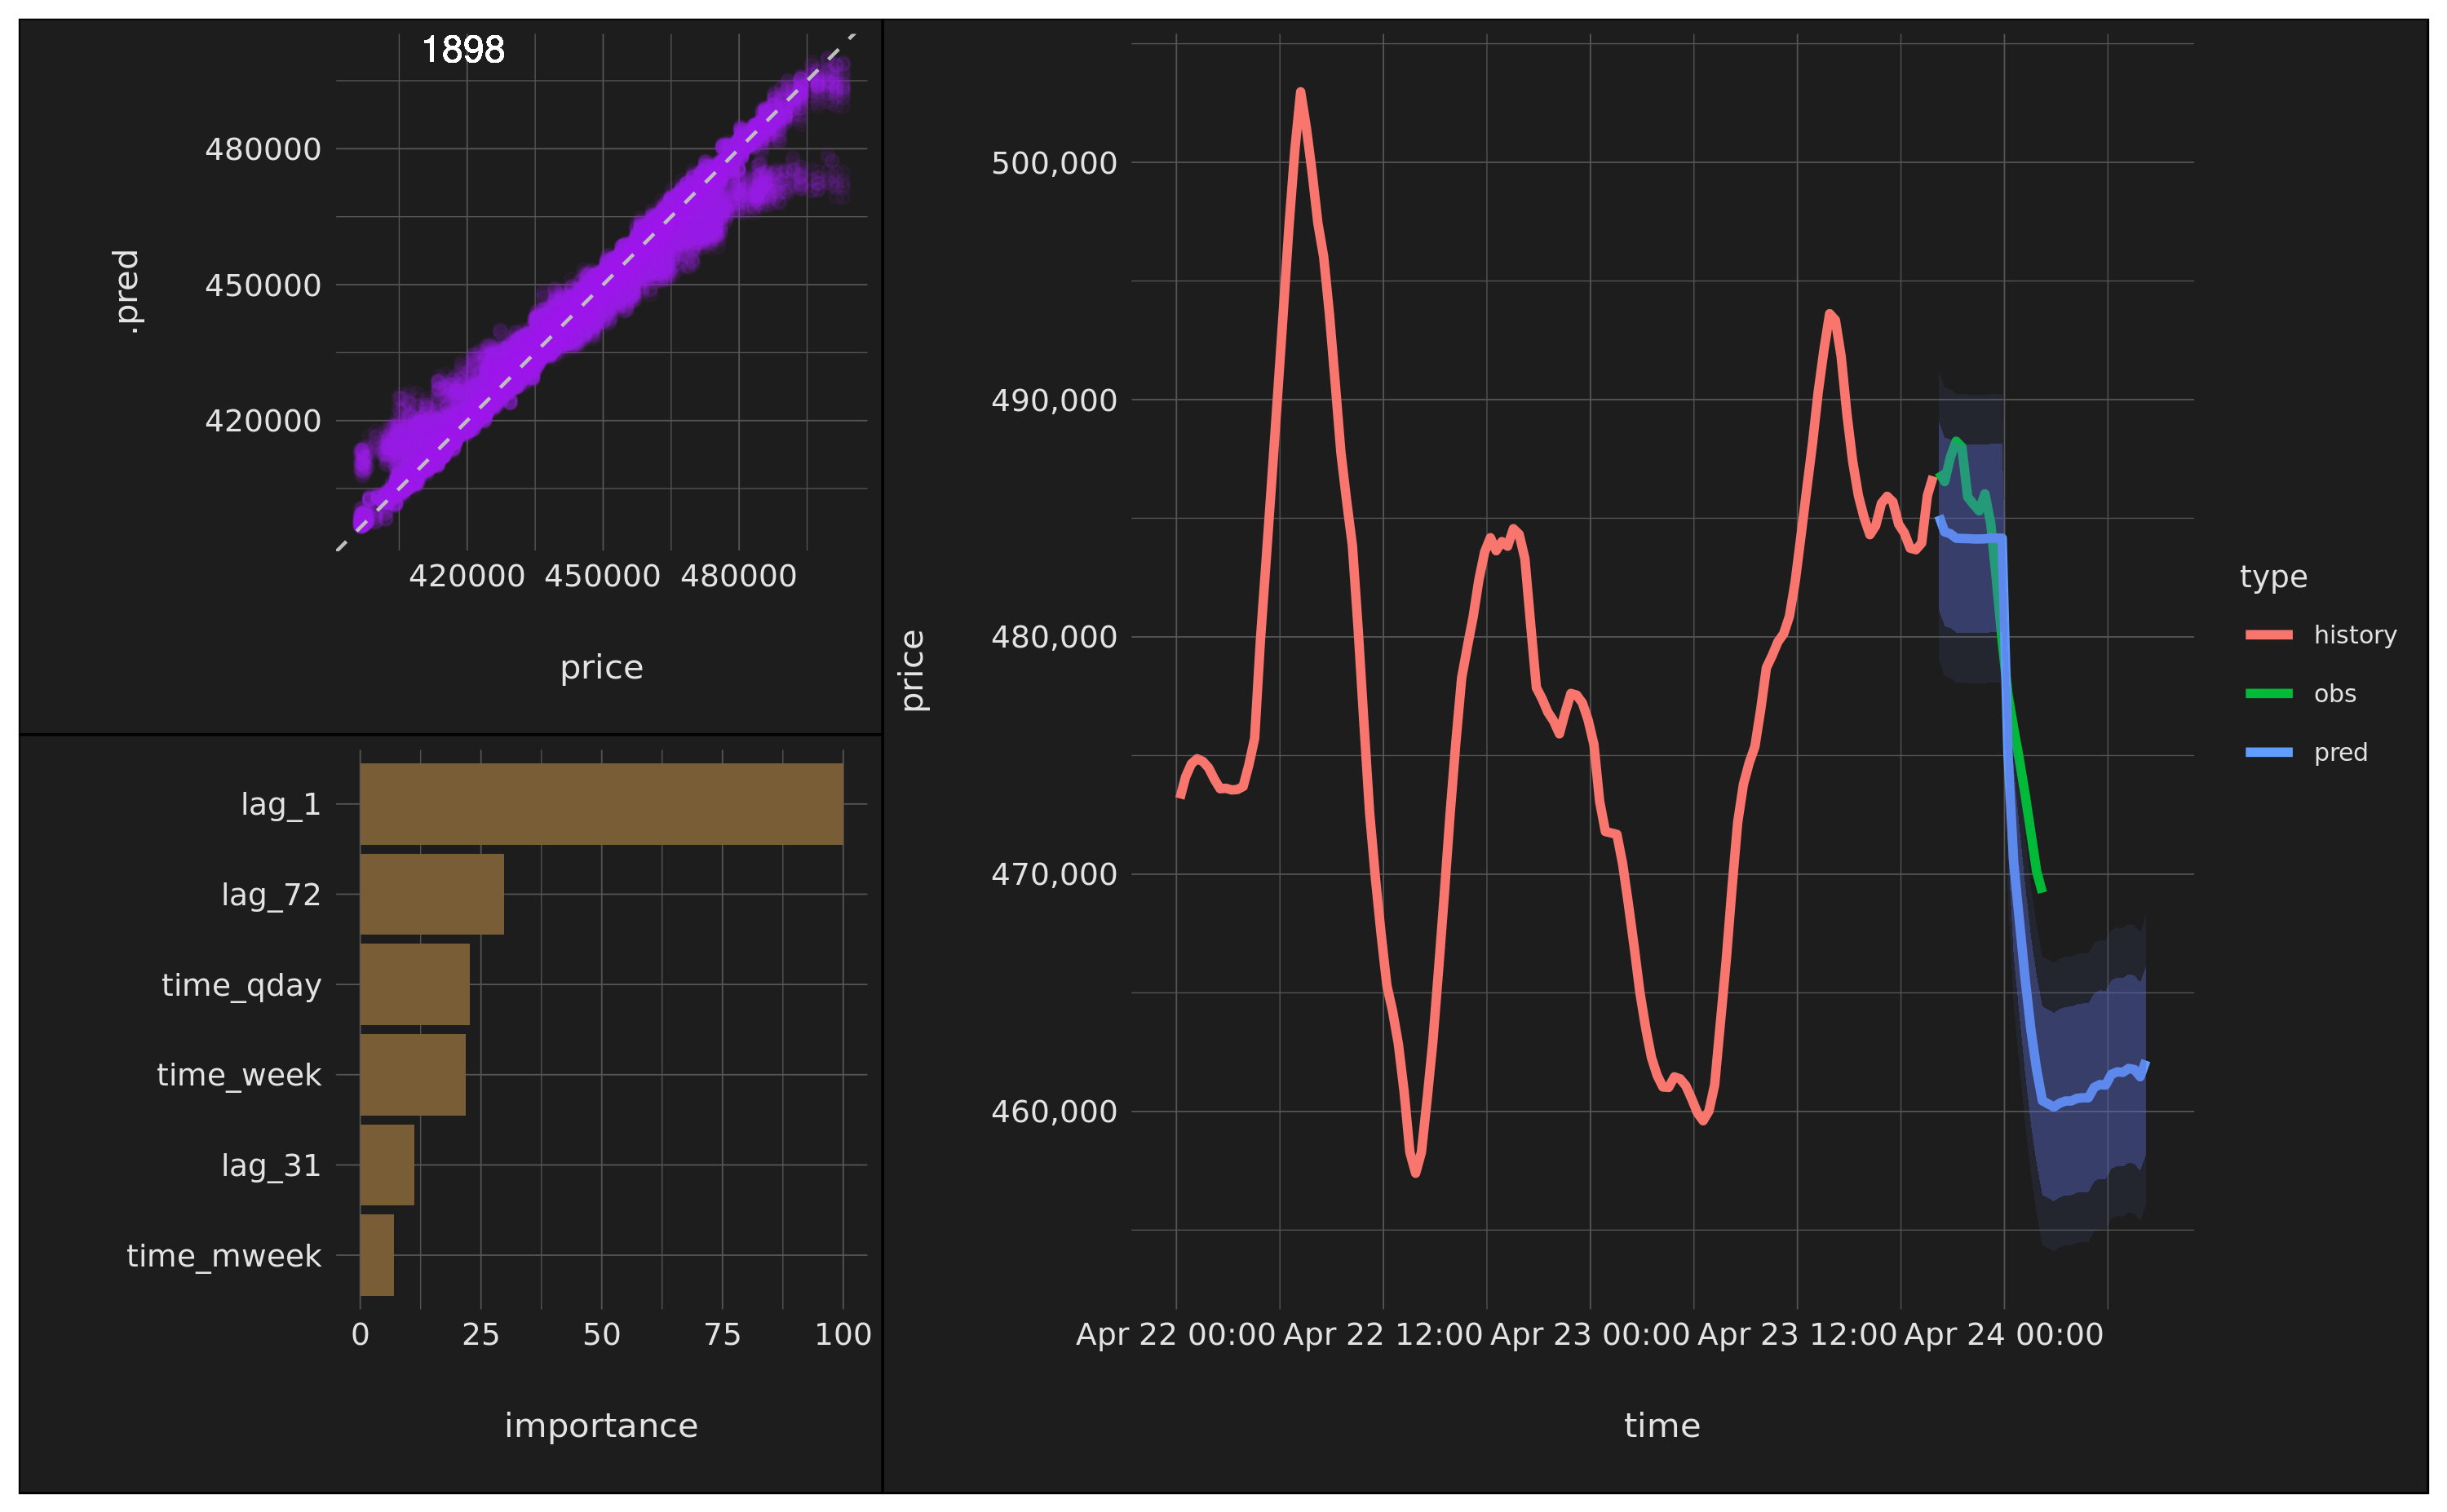 1898
480000
450000
420000
.pred
420000 450000 480000
price
lag_1
lag_72
time_qday
time_week
lag_31
time_mweek
0 25 50 75 100
importance
500,000
490,000
480,000
470,000
460,000
price
Apr 22 00:00 Apr 22 12:00 Apr 23 00:00 Apr 23 12:00 Apr 24 00:00
time
type
history
obs
pred